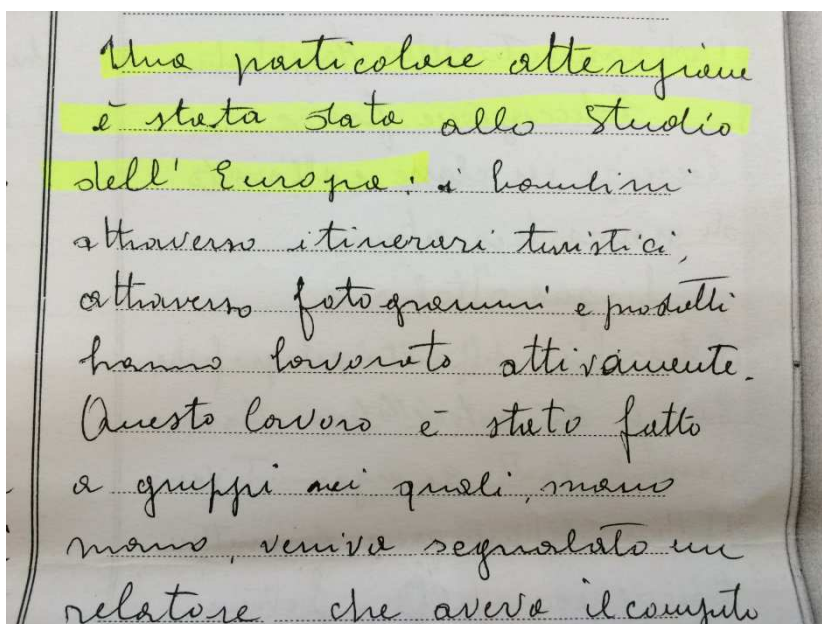 Una particolare attenzione
è stata data allo studio
dell'Europa: i bambini
attraverso itinerari turistici,
attraverso fotogrammi e prodotti
hanno lavorato attivamente.
Questo lavoro è stato fatto
a gruppi nei quali, mano
mano, veniva segnalato un
relatore che aveva il compito